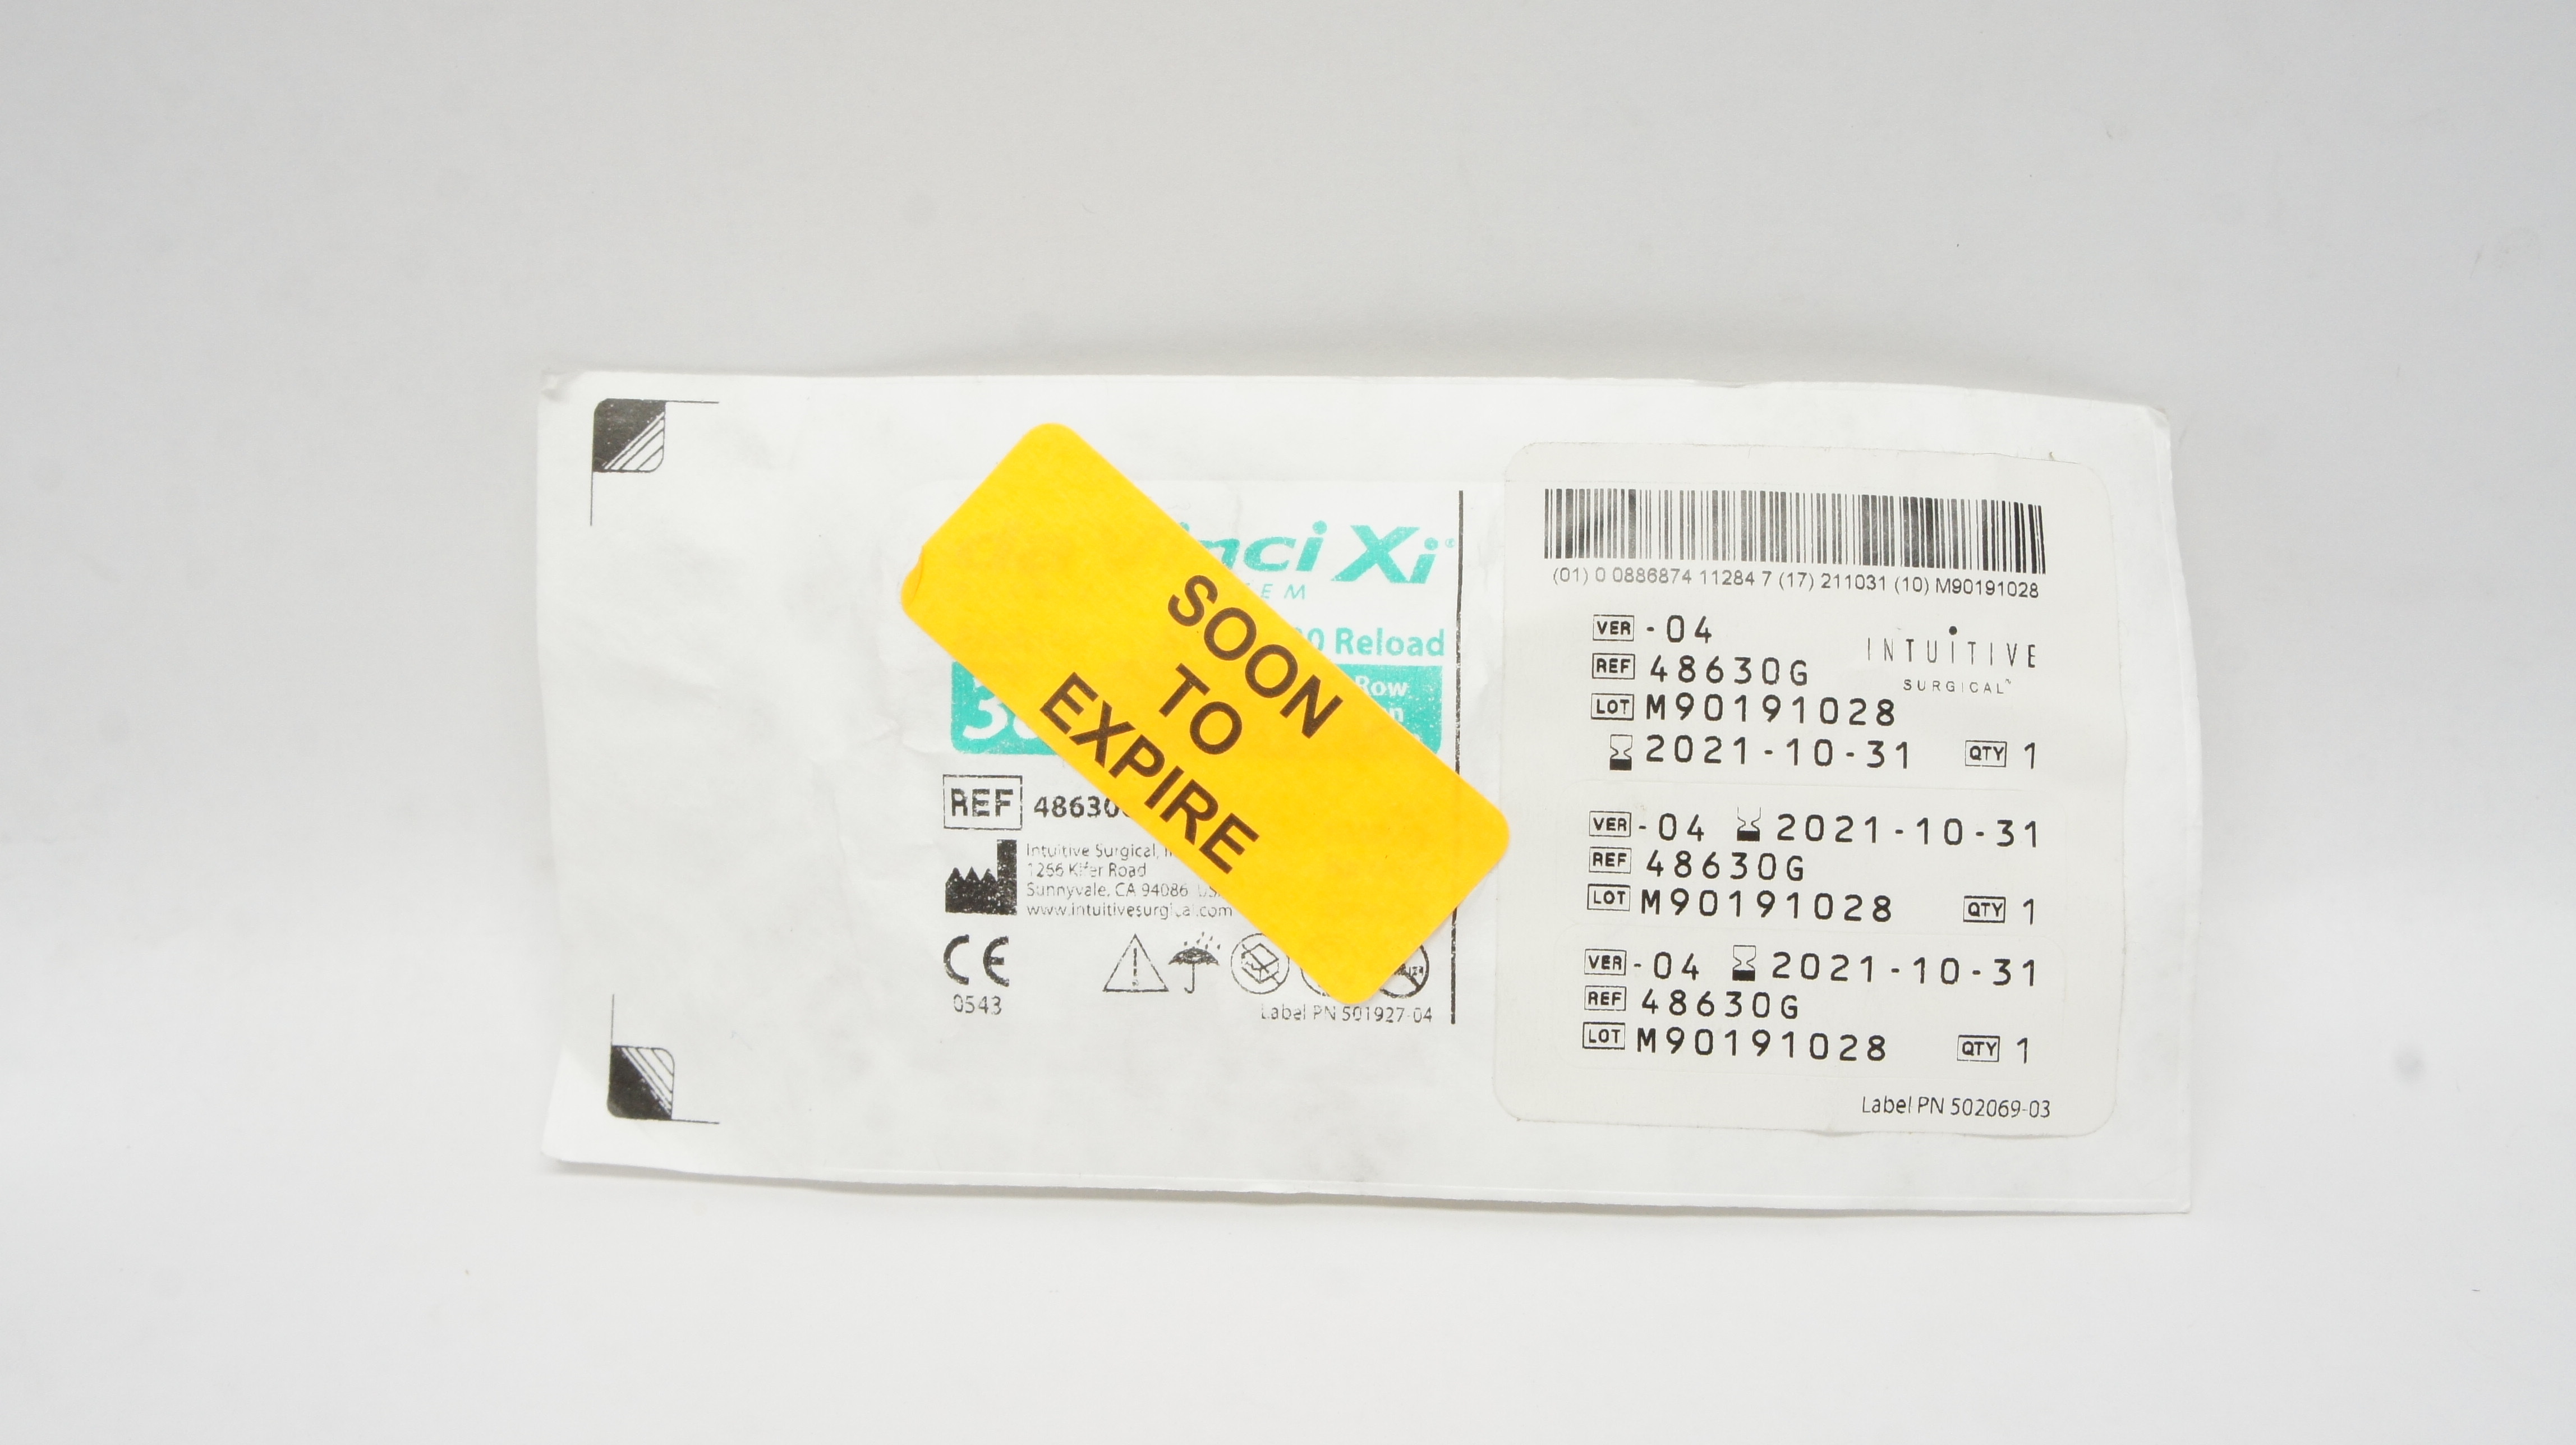 nci Xi
EM
0 Reload
Row
SOON
TO
EXPIRE
REF 48630
Intuitive Surgical,
1266 Kifer Road
Sunnyvale, CA 94086 US
www.intuitivesurgical.com
CE
0543
Label PN 501927-04
(01) 0 0886874 11284 7 (17) 211031 (10) M90191028
VER - 04
INTUITIVE
SURGICAL
REF 48630G
LOT M90191028
2021-10-31 QTY 1
VER - 04 2021-10-31
REF 48630G
LOT M90191028 QTY 1
VER - 04 2021-10-31
REF 48630G
LOT M90191028 QTY 1
Label PN 502069-03